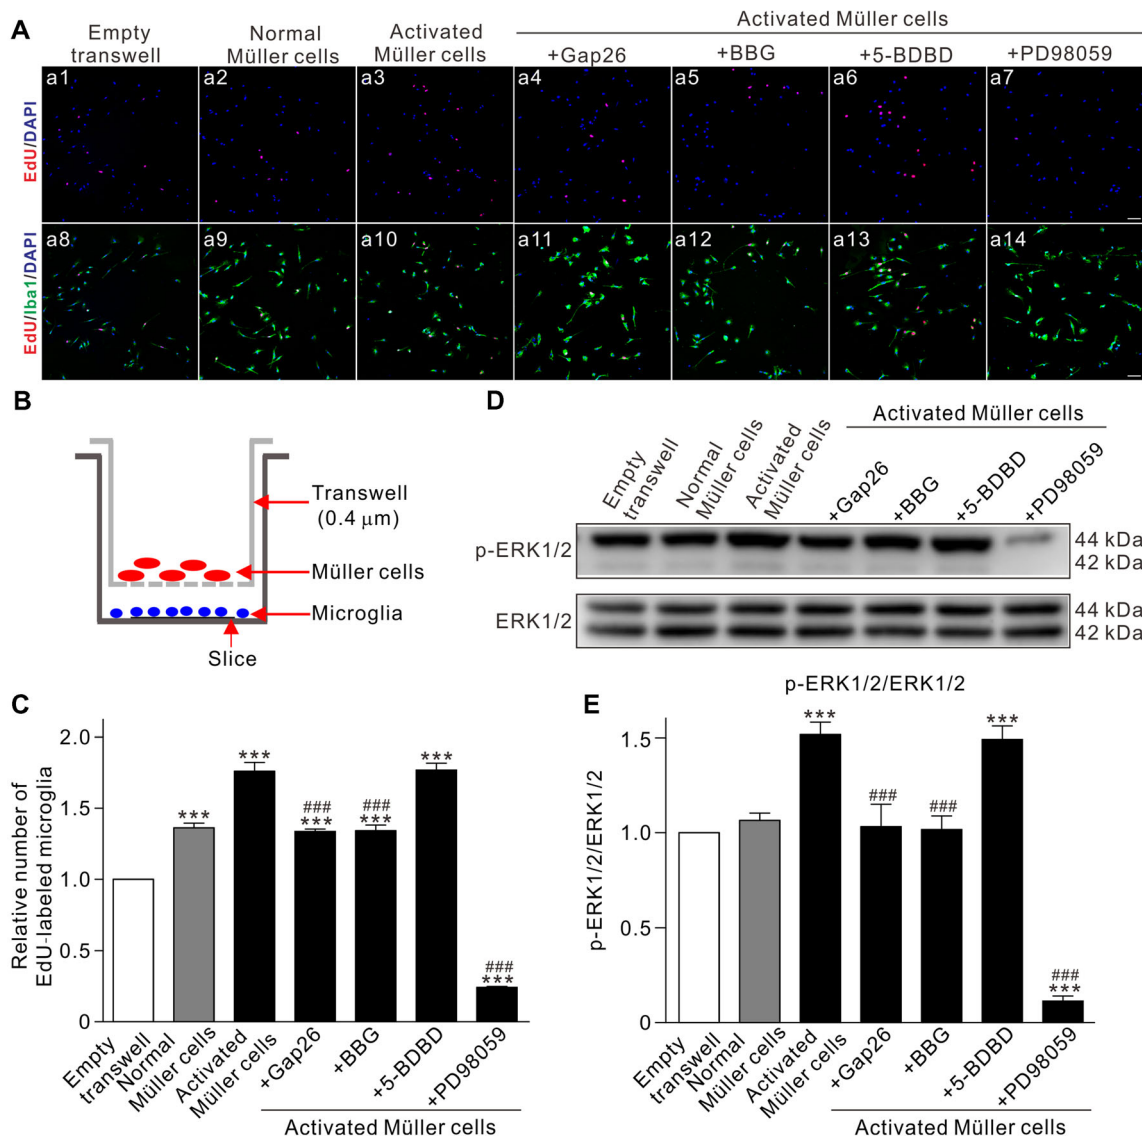 A
Empty
transwell
Normal
Müller cells
Activated
Müller cells
Activated Müller cells
+Gap26
+BBG
+5-BDBD
+PD98059
EdU/DAPI
a1
a2
a3
a4
a5
a6
a7
EdU/Iba1/DAPI
a8
a9
a10
a11
a12
a13
a14
B
Transwell
(0.4 μm)
Müller cells
Microglia
Slice
D
Empty
transwell
Normal
Müller cells
Activated
Müller cells
Activated Müller cells
+Gap26
+BBG
+5-BDBD
+PD98059
p-ERK1/2
44 kDa
42 kDa
ERK1/2
44 kDa
42 kDa
C
Relative number of
EdU-labeled microglia
2.0
1.5
1.0
0.5
0
***
***
###
***
###
***
***
###
***
Empty
transwell
Normal
Müller cells
Activated
Müller cells
+Gap26
+BBG
+5-BDBD
+PD98059
Activated Müller cells
E
p-ERK1/2/ERK1/2
p-ERK1/2/ERK1/2
1.5
1.0
0.5
0
***
###
###
***
###
***
Empty
transwell
Normal
Müller cells
Activated
Müller cells
+Gap26
+BBG
+5-BDBD
+PD98059
Activated Müller cells